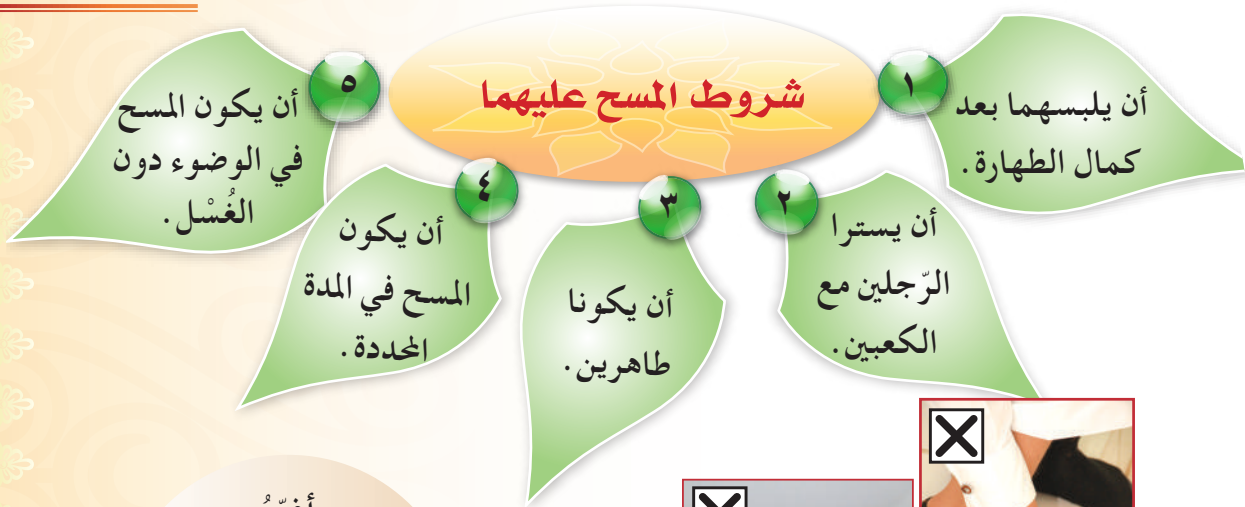 شروط المسح عليهما
١
أن يلبسهما بعد
كمال الطهارة.
٢
أن يسترا
الرّجلين مع
الكعبين.
٣
أن يكونا
طاهرين.
٤
أن يكون
المسح في المدة
المحددة.
٥
أن يكون المسح
في الوضوء دون
الغُسْل.